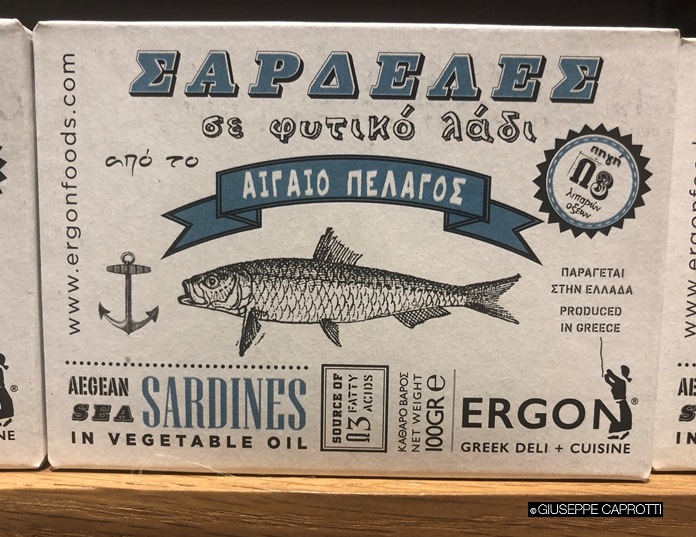 ΣΑΡΔΕΛΕΣ
σε φυτικό λάδι
από το
ΑΙΓΑΙΟ ΠΕΛΑΓΟΣ
πηγή
Ω3
λιπαρών
οξέων
www.ergonfoods.com
ΠΑΡΑΓΕΤΑΙ
ΣΤΗΝ ΕΛΛΑΔΑ
PRODUCED
IN GREECE
AEGEAN
SEA SARDINES
IN VEGETABLE OIL
SOURCE OF
Ω3 FATTY
ACIDS
ΚΑΘΑΡΟ ΒΑΡΟΣ
NET WEIGHT
100GR e
ERGON®
GREEK DELI + CUISINE
©GIUSEPPE CAPROTTI